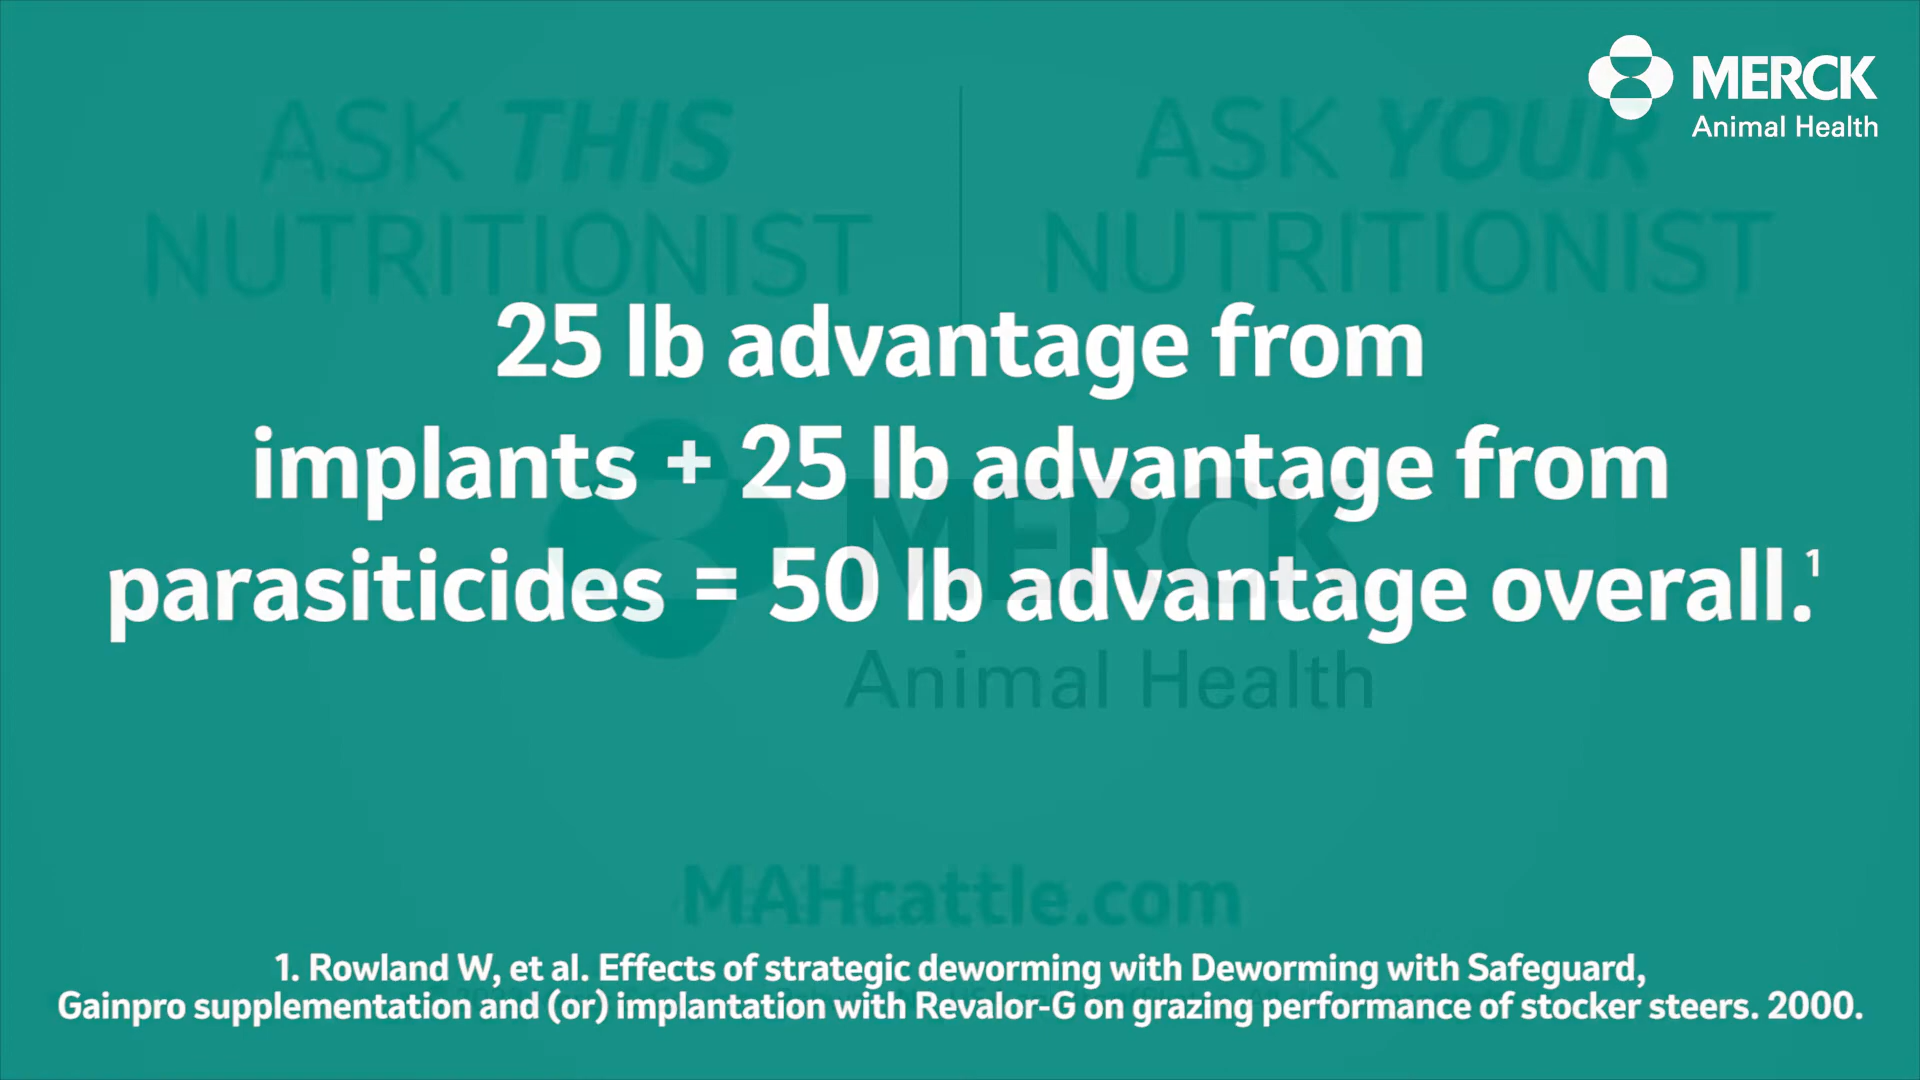 MERCK
Animal Health
ASK THIS
NUTRITIONIST
ASK YOUR
NUTRITIONIST
25 lb advantage from
implants + 25 lb advantage from
parasiticides = 50 lb advantage overall.¹
MERCK
Animal Health
MAHcattle.com
1. Rowland W, et al. Effects of strategic deworming with Deworming with Safeguard,
Gainpro supplementation and (or) implantation with Revalor-G on grazing performance of stocker steers. 2000.